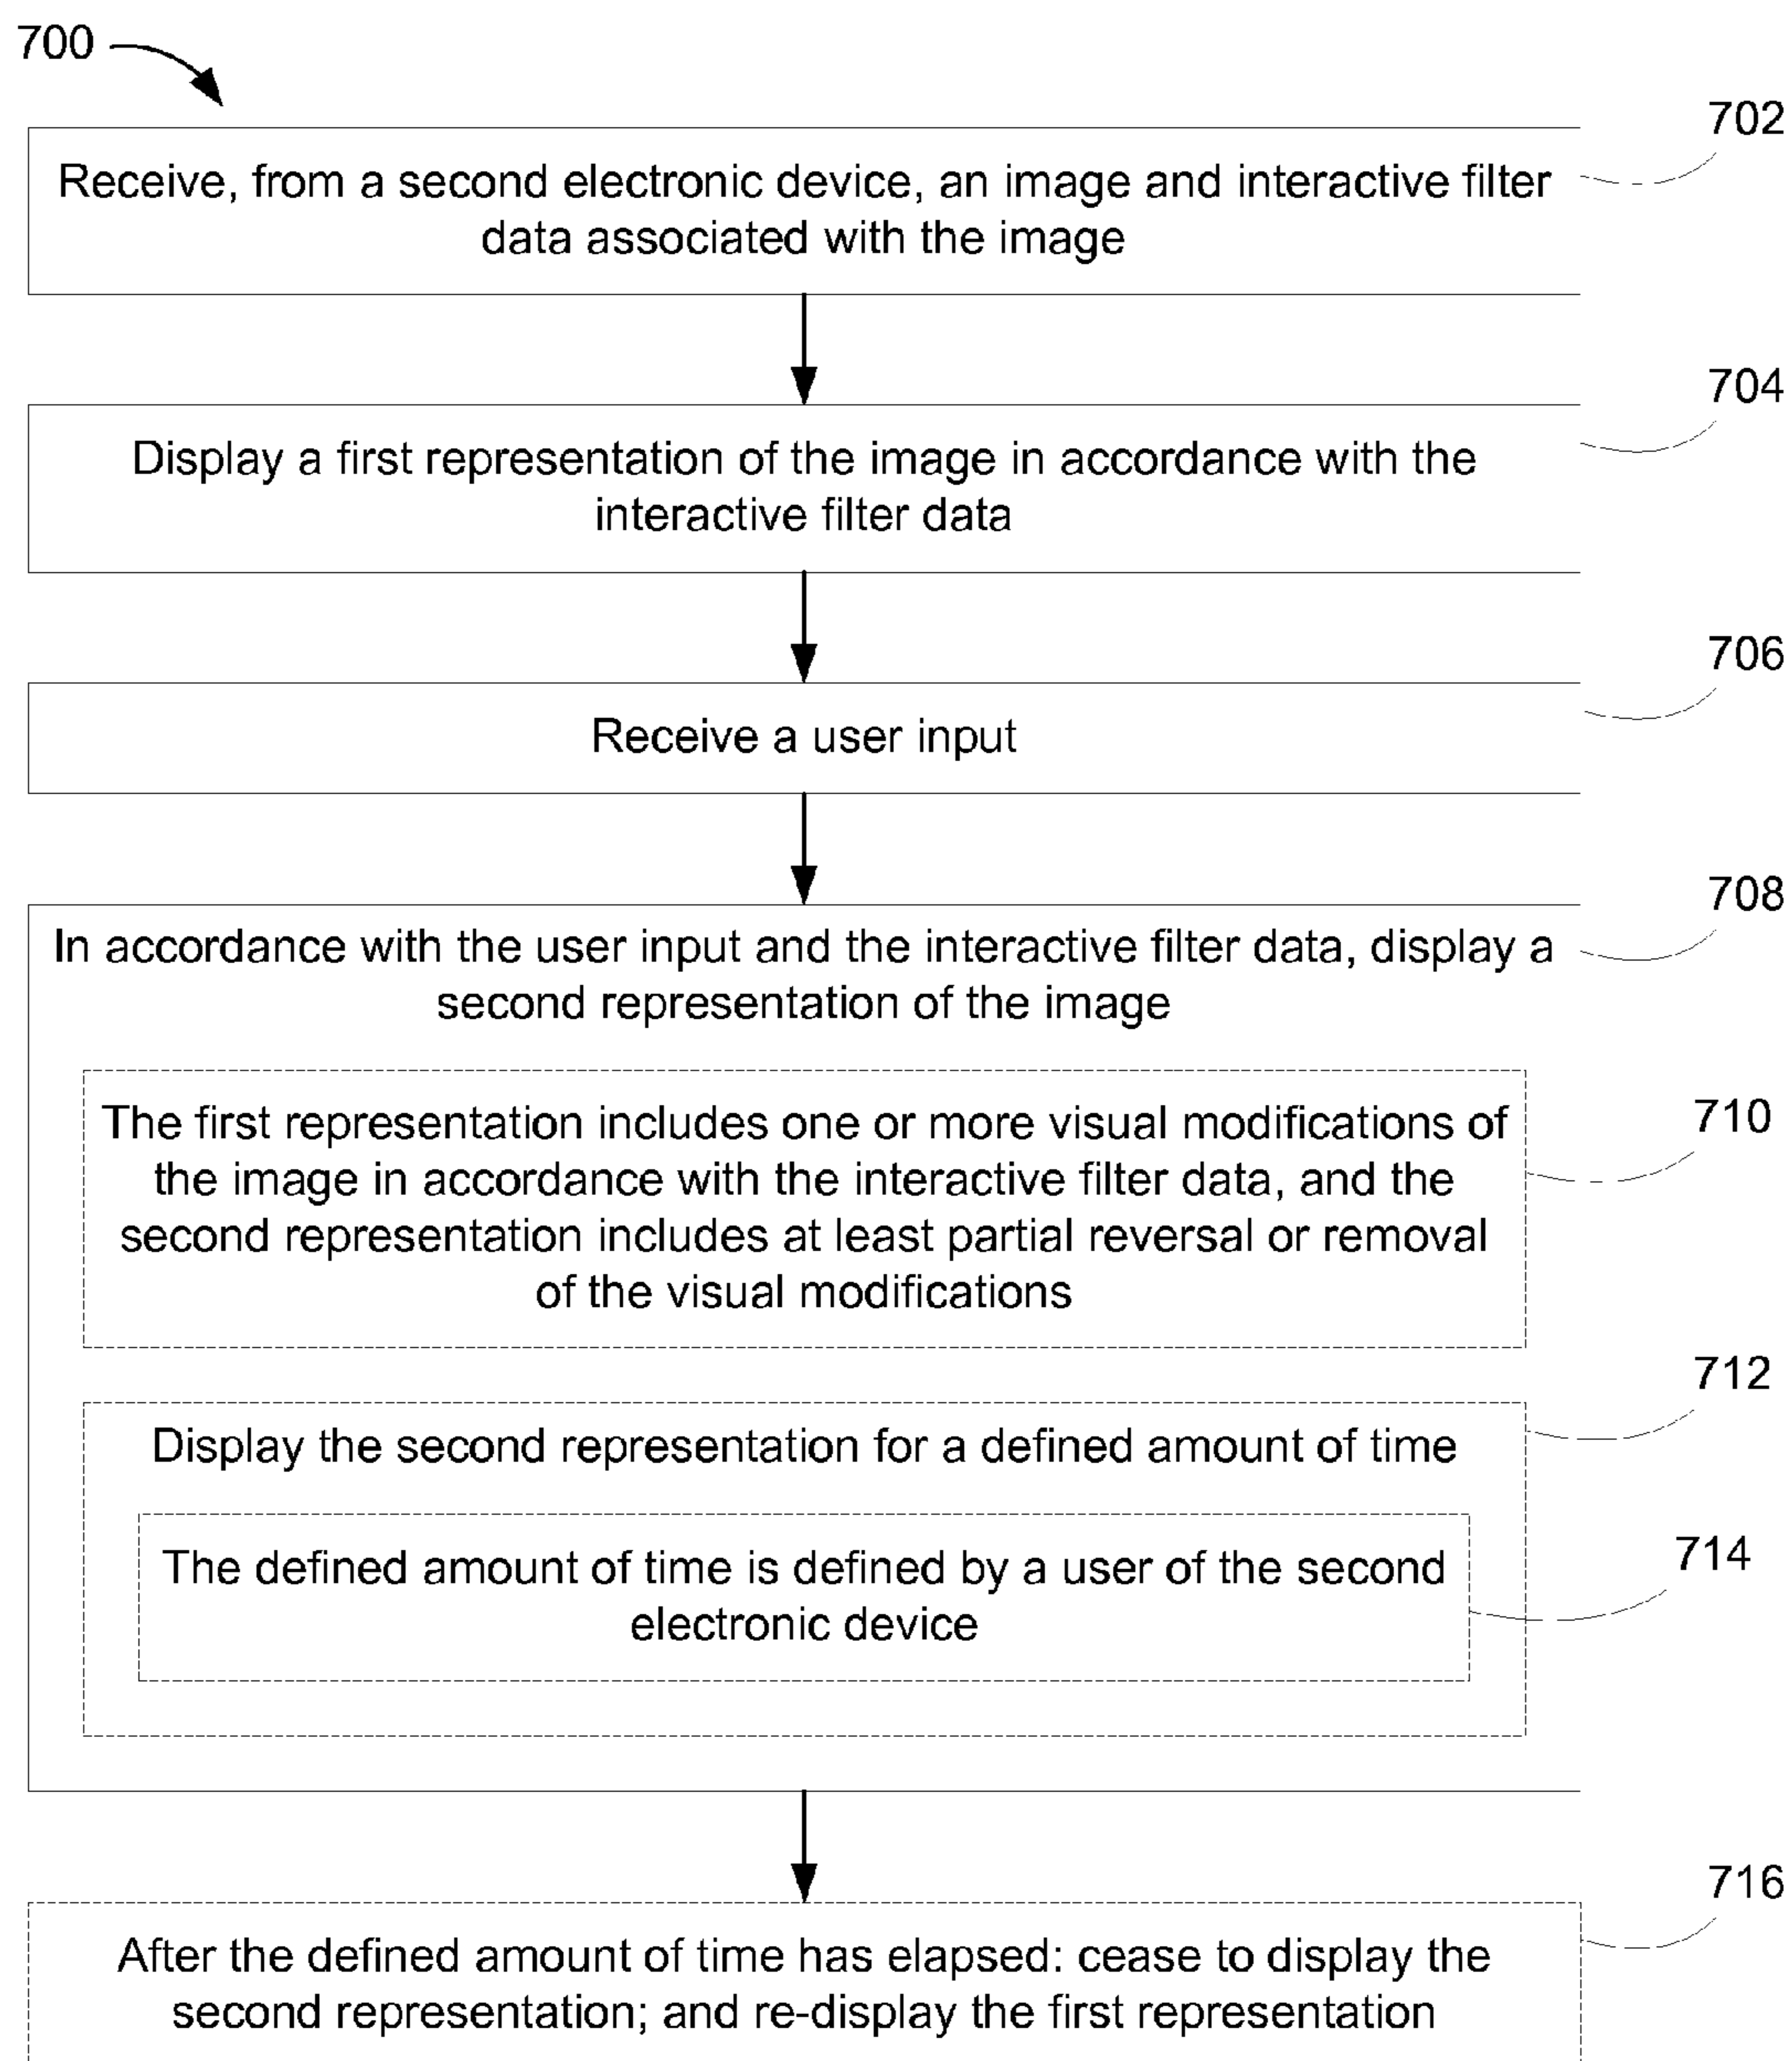 700
702
Receive, from a second electronic device, an image and interactive filter
data associated with the image
704
Display a first representation of the image in accordance with the
interactive filter data
706
Receive a user input
708
In accordance with the user input and the interactive filter data, display a
second representation of the image
710
The first representation includes one or more visual modifications of
the image in accordance with the interactive filter data, and the
second representation includes at least partial reversal or removal
of the visual modifications
712
Display the second representation for a defined amount of time
714
The defined amount of time is defined by a user of the second
electronic device
716
After the defined amount of time has elapsed: cease to display the
second representation; and re-display the first representation